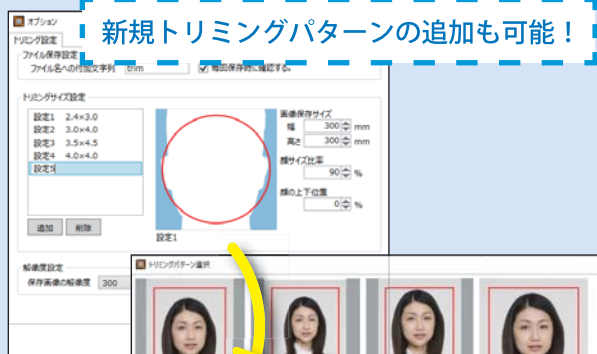 オプション
新規トリミングパターンの追加も可能！
トリミング設定
ファイル保存設定
ファイル名への付加文字列 trim
毎回保存時に確認する。
トリミングサイズ設定
設定1 2.4×3.0
設定2 3.0×4.0
設定3 3.5×4.5
設定4 4.0×4.0
設定5
追加 削除
設定1
画像保存サイズ
幅 300 mm
高さ 300 mm
顔サイズ比率
90 %
顔の上下位置
0 %
解像度設定
保存画像の解像度 300
トリミングパターン選択